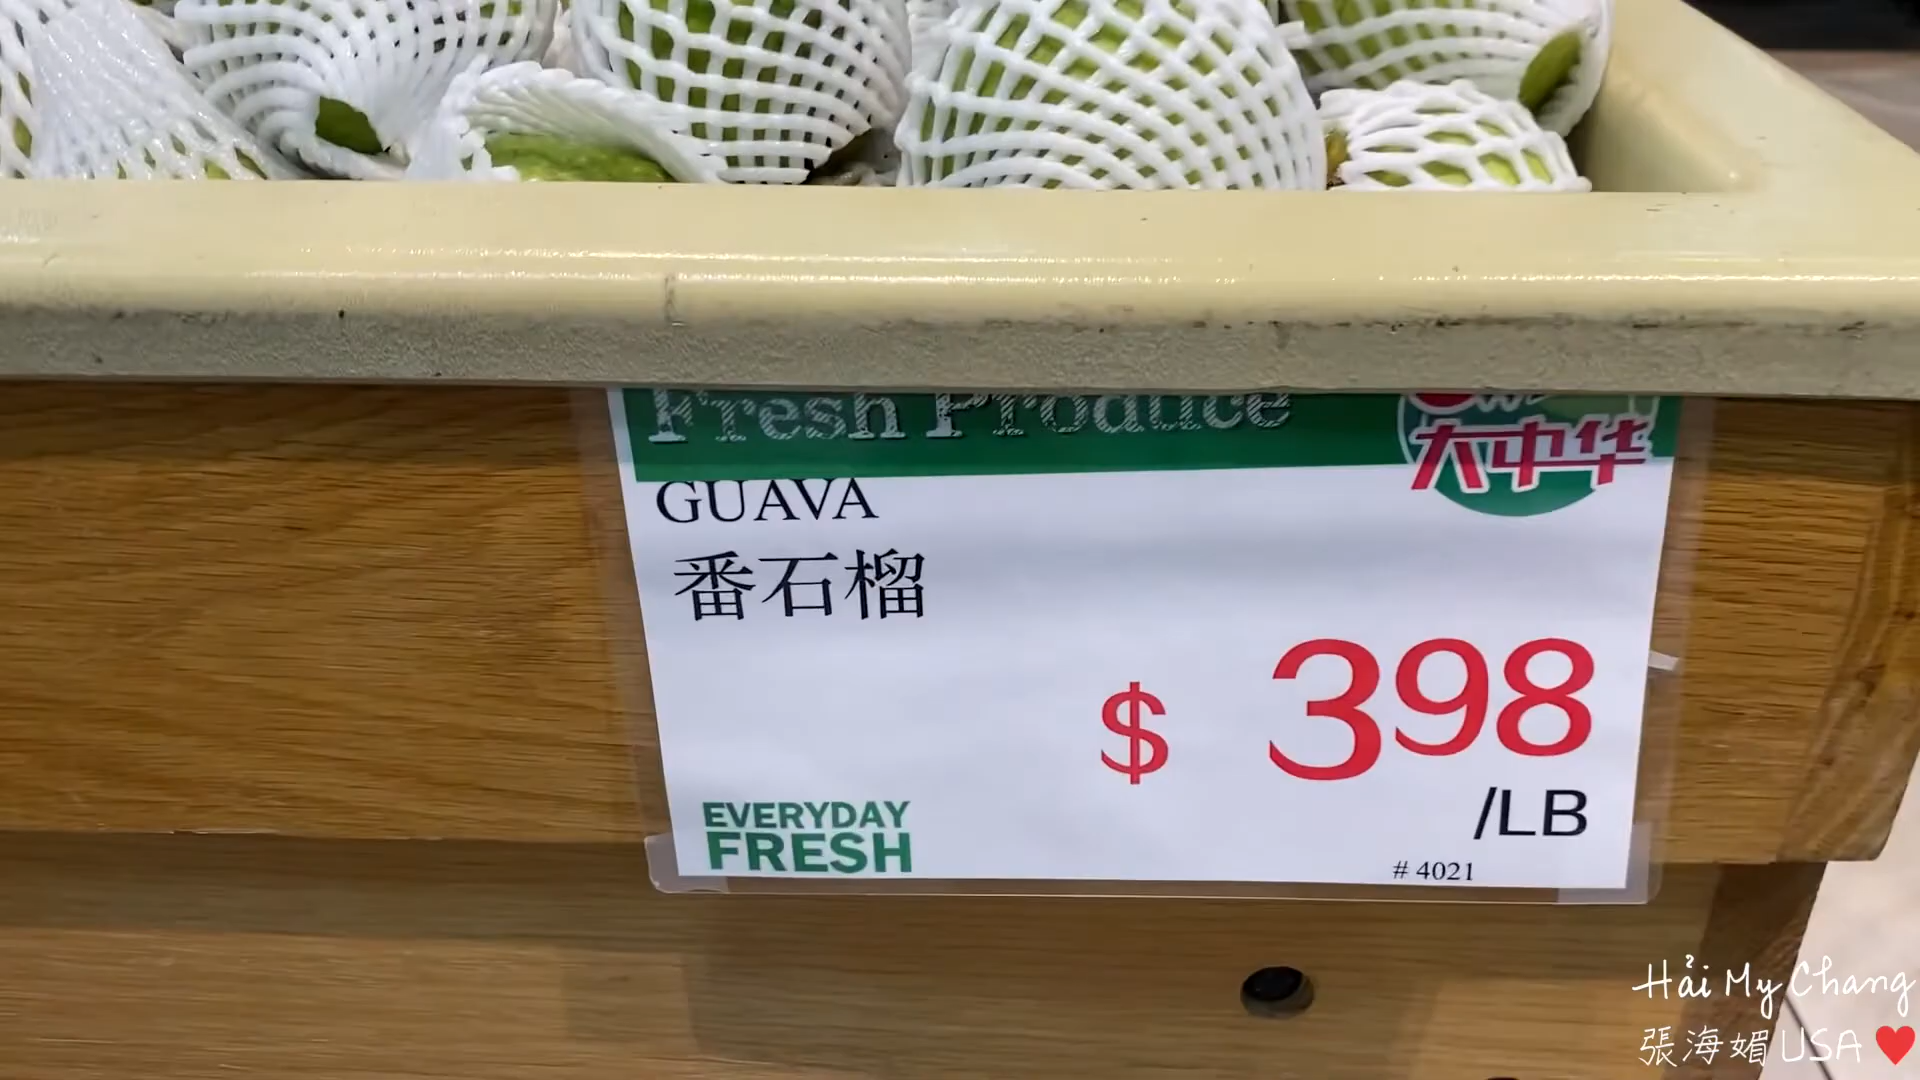 Fresh Produce
大中华
GUAVA
番石榴
$ 398
/LB
EVERYDAY
FRESH
# 4021
Hải My Chang
張海媚USA